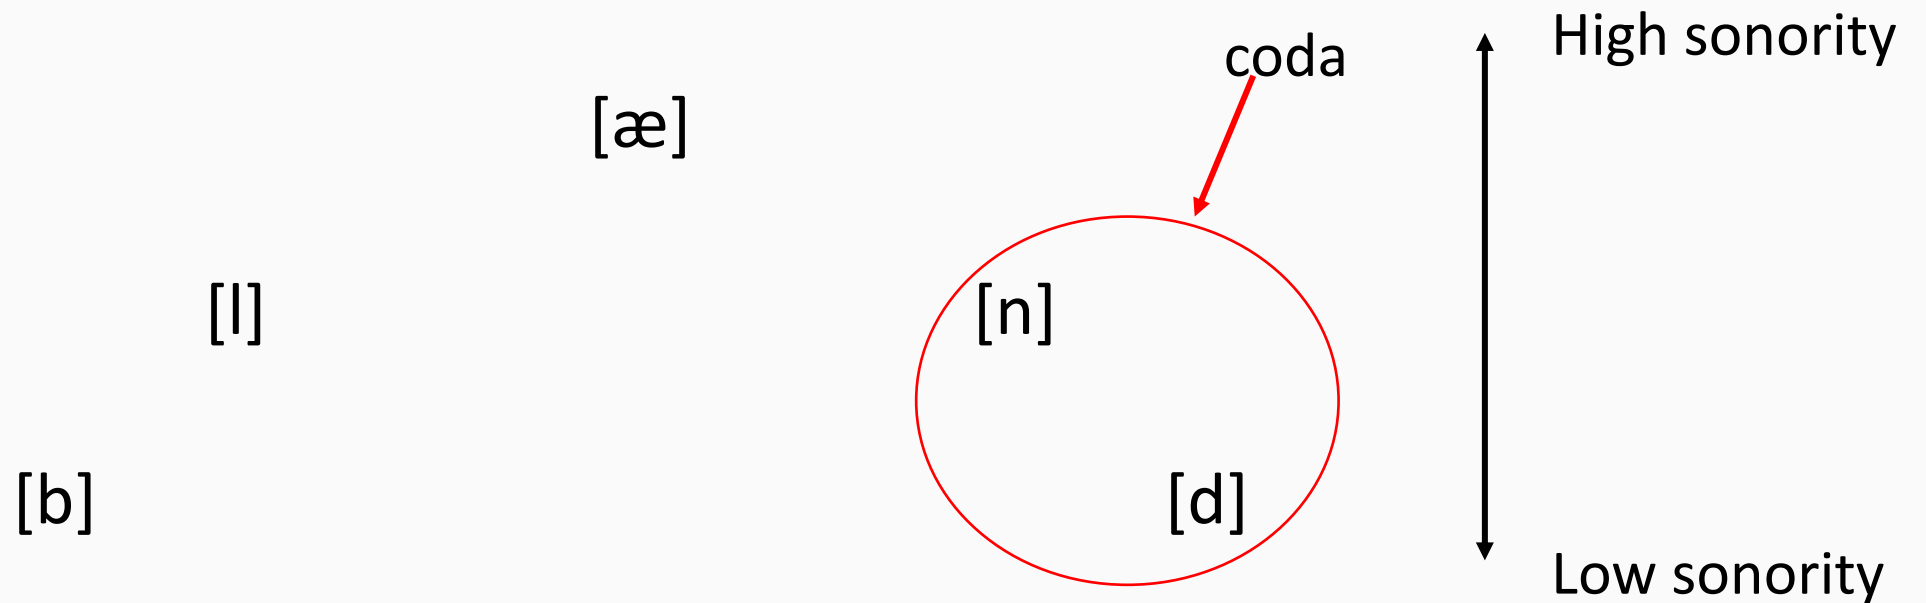 High sonority
coda
[æ]
[l]
[n]
[b]
[d]
Low sonority